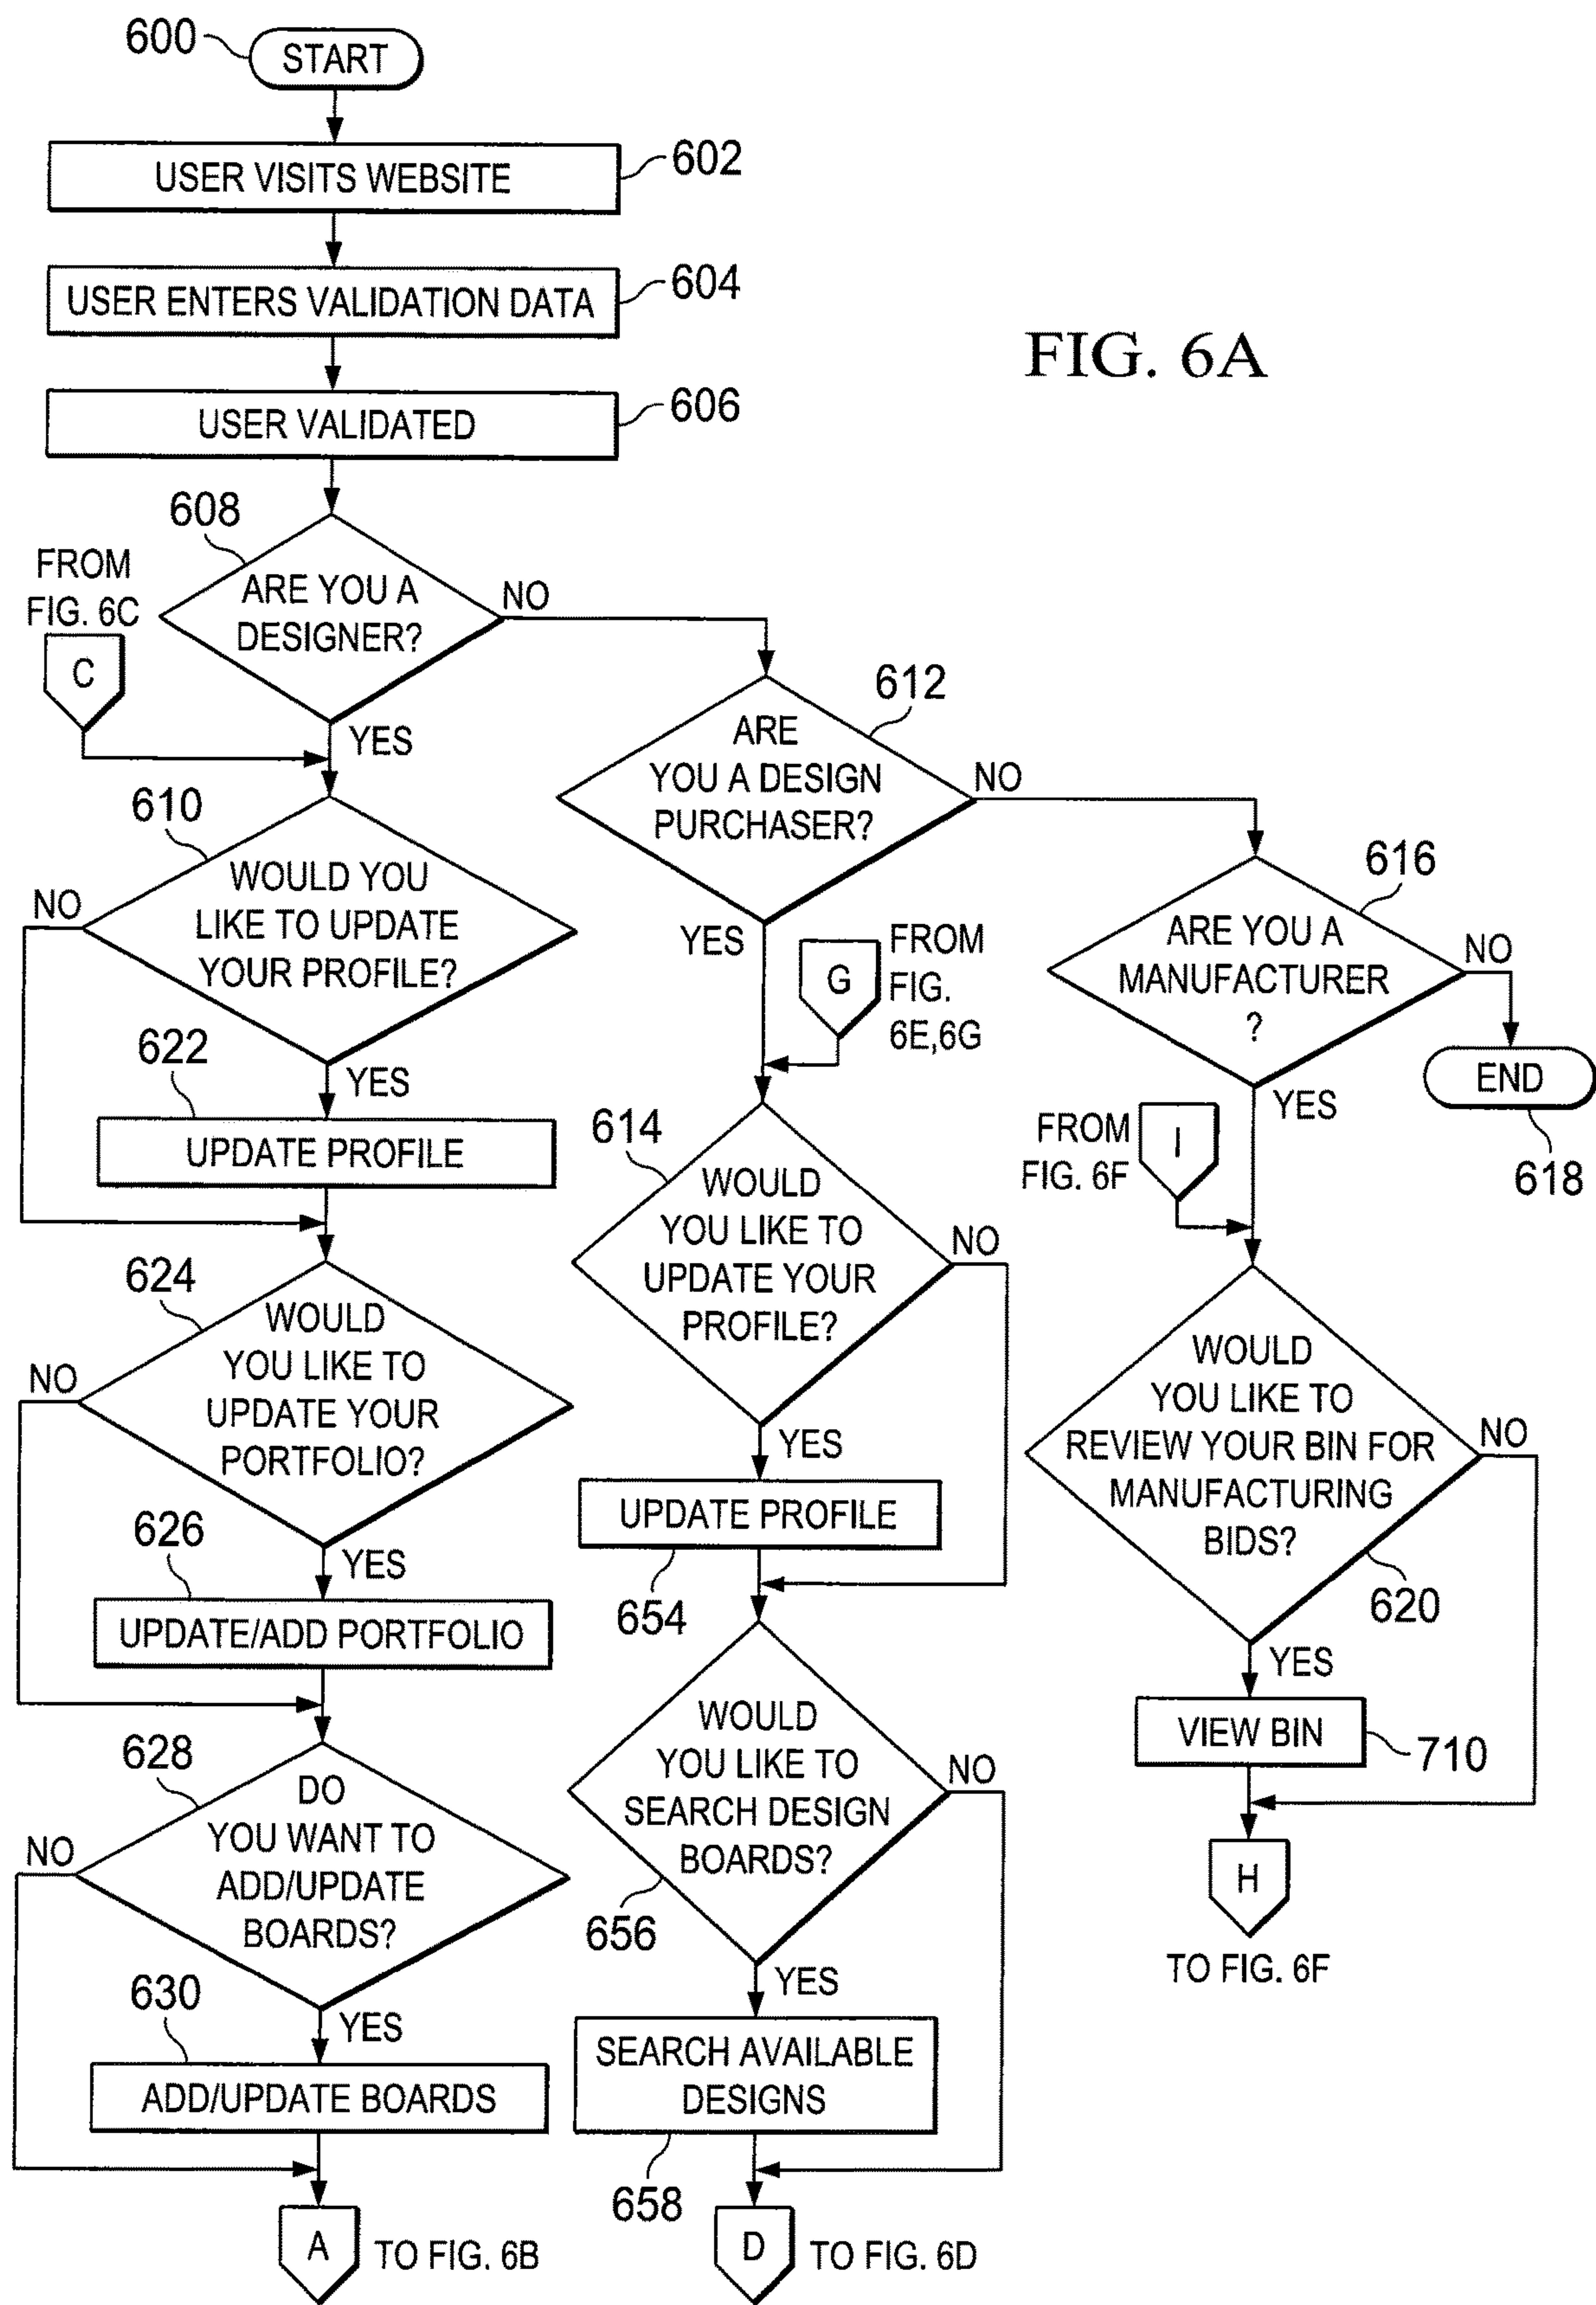 600
START
USER VISITS WEBSITE
602
USER ENTERS VALIDATION DATA
604
FIG. 6A
USER VALIDATED
606
608
ARE YOU A
DESIGNER?
NO
YES
FROM
FIG. 6C
C
612
ARE
YOU A DESIGN
PURCHASER?
NO
YES
616
ARE YOU A
MANUFACTURER
?
NO
YES
END
618
610
WOULD YOU
LIKE TO UPDATE
YOUR PROFILE?
NO
YES
622
UPDATE PROFILE
624
WOULD
YOU LIKE TO
UPDATE YOUR
PORTFOLIO?
NO
YES
626
UPDATE/ADD PORTFOLIO
628
DO
YOU WANT TO
ADD/UPDATE
BOARDS?
NO
YES
630
ADD/UPDATE BOARDS
A
TO FIG. 6B
G
FROM
FIG.
6E,6G
614
WOULD
YOU LIKE TO
UPDATE YOUR
PROFILE?
NO
YES
UPDATE PROFILE
654
WOULD
YOU LIKE TO
SEARCH DESIGN
BOARDS?
NO
656
YES
SEARCH AVAILABLE
DESIGNS
658
D
TO FIG. 6D
FROM
FIG. 6F
I
WOULD
YOU LIKE TO
REVIEW YOUR BIN FOR
MANUFACTURING
BIDS?
NO
620
YES
VIEW BIN
710
H
TO FIG. 6F